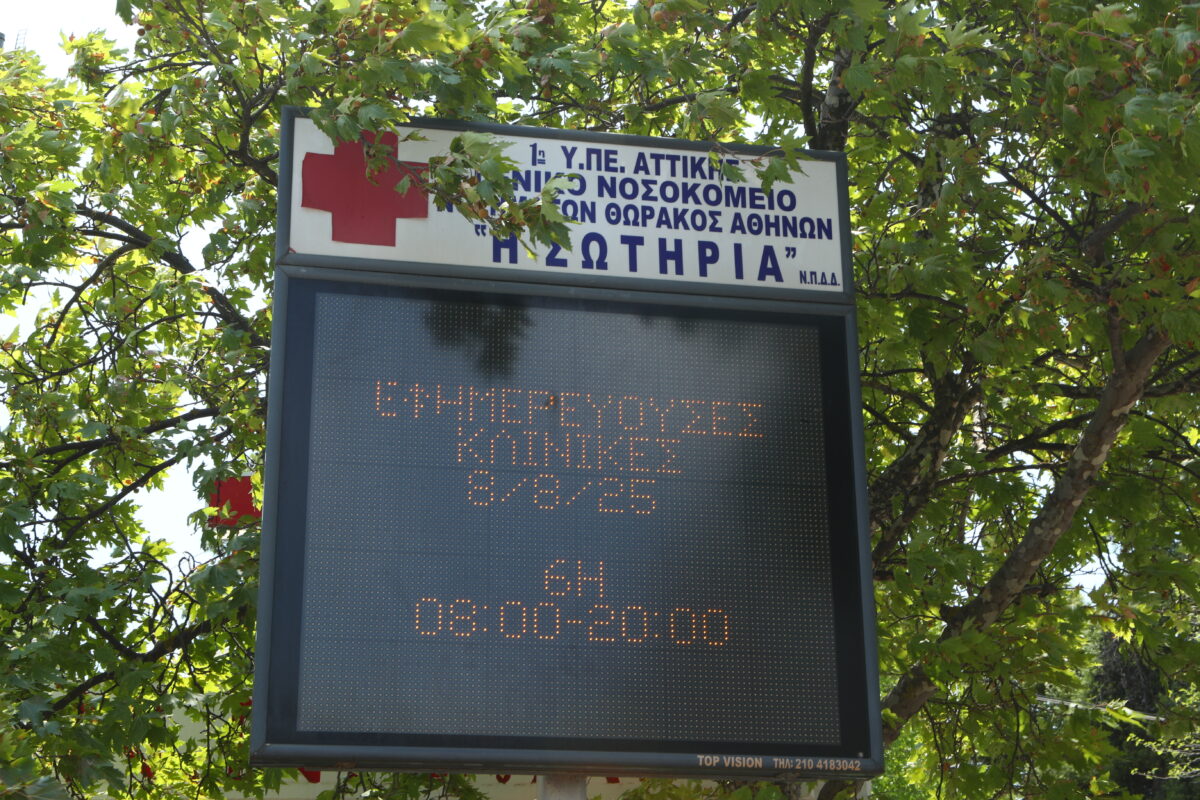 1η Υ.ΠΕ. ΑΤΤΙΚΗΣ
ΝΟΣΟΚΟΜΕΙΟ
ΘΩΡΑΚΟΣ ΑΘΗΝΩΝ
“Η ΣΩΤΗΡΙΑ”
Ν.Π.Δ.Δ.
ΕΦΗΜΕΡΕΥΟΥΣΕΣ
ΚΛΙΝΙΚΕΣ
8/8/25
6Η
08:00-20:00
TOP VISION ΤΗΛ: 210 4183042